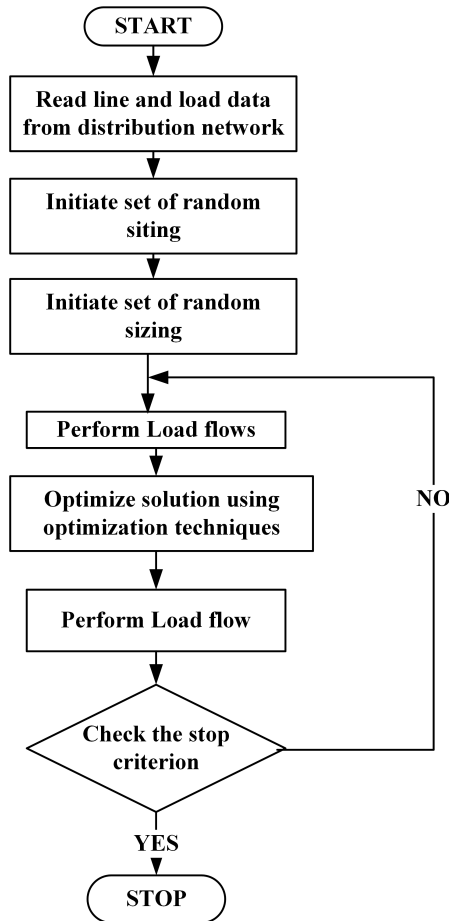 START
Read line and load data
from distribution network
Initiate set of random
siting
Initiate set of random
sizing
Perform Load flows
Optimize solution using
optimization techniques
NO
Perform Load flow
Check the stop
criterion
YES
STOP